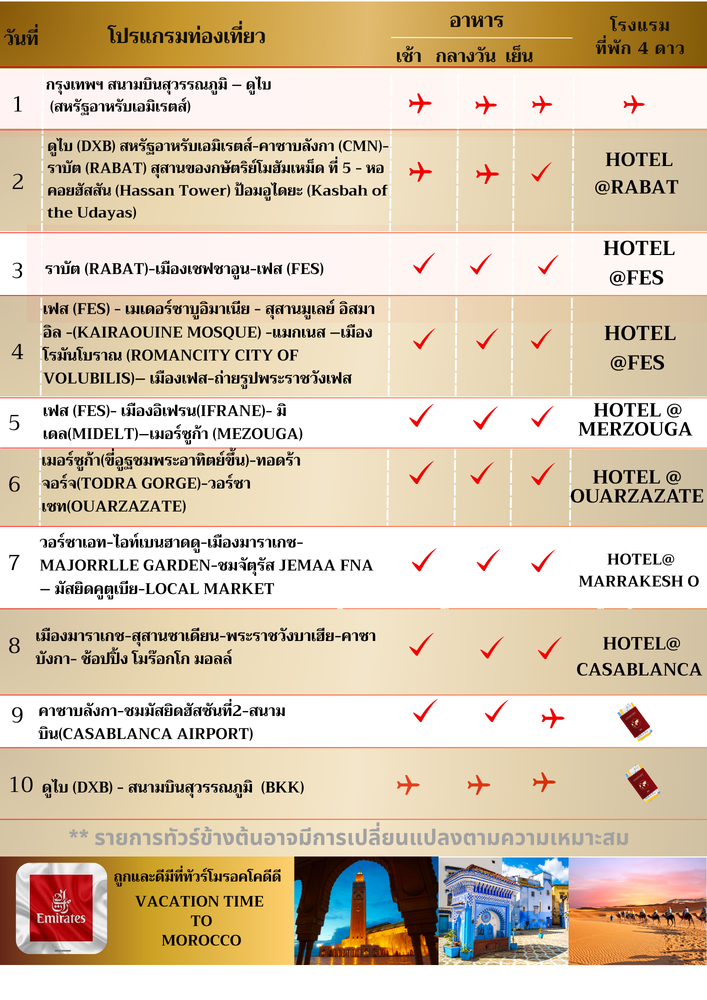 วันที่
โปรแกรมท่องเที่ยว
อาหาร
เช้า กลางวัน เย็น
โรงแรม
ที่พัก 4 ดาว
1
กรุงเทพฯ สนามบินสุวรรณภูมิ – ดูไบ
(สหรัฐอาหรับเอมิเรตส์)
2
ดูไบ (DXB) สหรัฐอาหรับเอมิเรตส์-คาซาบลังกา (CMN)-
ราบัต (RABAT) สุสานของกษัตริย์โมฮัมเหม็ด ที่ 5 - หอ
คอยฮัสสัน (Hassan Tower) ป้อมอูไดยะ (Kasbah of
the Udayas)
HOTEL
@RABAT
3
ราบัต (RABAT)-เมืองเชฟชาอูน-เฟส (FES)
HOTEL
@FES
4
เฟส (FES) - เมเดอร์ซาบูอิมาเนีย - สุสานมูเลย์ อิสมา
อิล -(KAIRAOUINE MOSQUE) -แมกเนส –เมือง
โรมันโบราณ (ROMANCITY CITY OF
VOLUBILIS)– เมืองเฟส-ถ่ายรูปพระราชวังเฟส
HOTEL
@FES
5
เฟส (FES)- เมืองอิเฟรน(IFRANE)- มิ
เดล(MIDELT)–เมอร์ซูก้า (MEZOUGA)
HOTEL @
MERZOUGA
6
เมอร์ซูก้า(ขี่อูฐชมพระอาทิตย์ขึ้น)-ทอดร้า
จอร์จ(TODRA GORGE)-วอร์ซา
เซท(OUARZAZATE)
HOTEL @
OUARZAZATE
7
วอร์ซาเอท-ไอท์เบนฮาดดู-เมืองมาราเกซ-
MAJORRLLE GARDEN-ชมจัตุรัส JEMAA FNA
– มัสยิดคูตูเบีย-LOCAL MARKET
HOTEL@
MARRAKESH O
8
เมืองมาราเกช-สุสานซาเดียน-พระราชวังบาเฮีย-คาซา
บังกา- ช้อปปิ้ง โมร๊อกโก มอลล์
HOTEL@
CASABLANCA
9
คาซาบลังกา-ชมมัสยิดฮัสซันที่2-สนาม
บิน(CASABLANCA AIRPORT)
10
ดูไบ (DXB) - สนามบินสุวรรณภูมิ (BKK)
** รายการทัวร์ข้างต้นอาจมีการเปลี่ยนแปลงตามความเหมาะสม
Emirates
ถูกและดีมีที่ทัวร์โมรอคโคดีดี
VACATION TIME
TO
MOROCCO